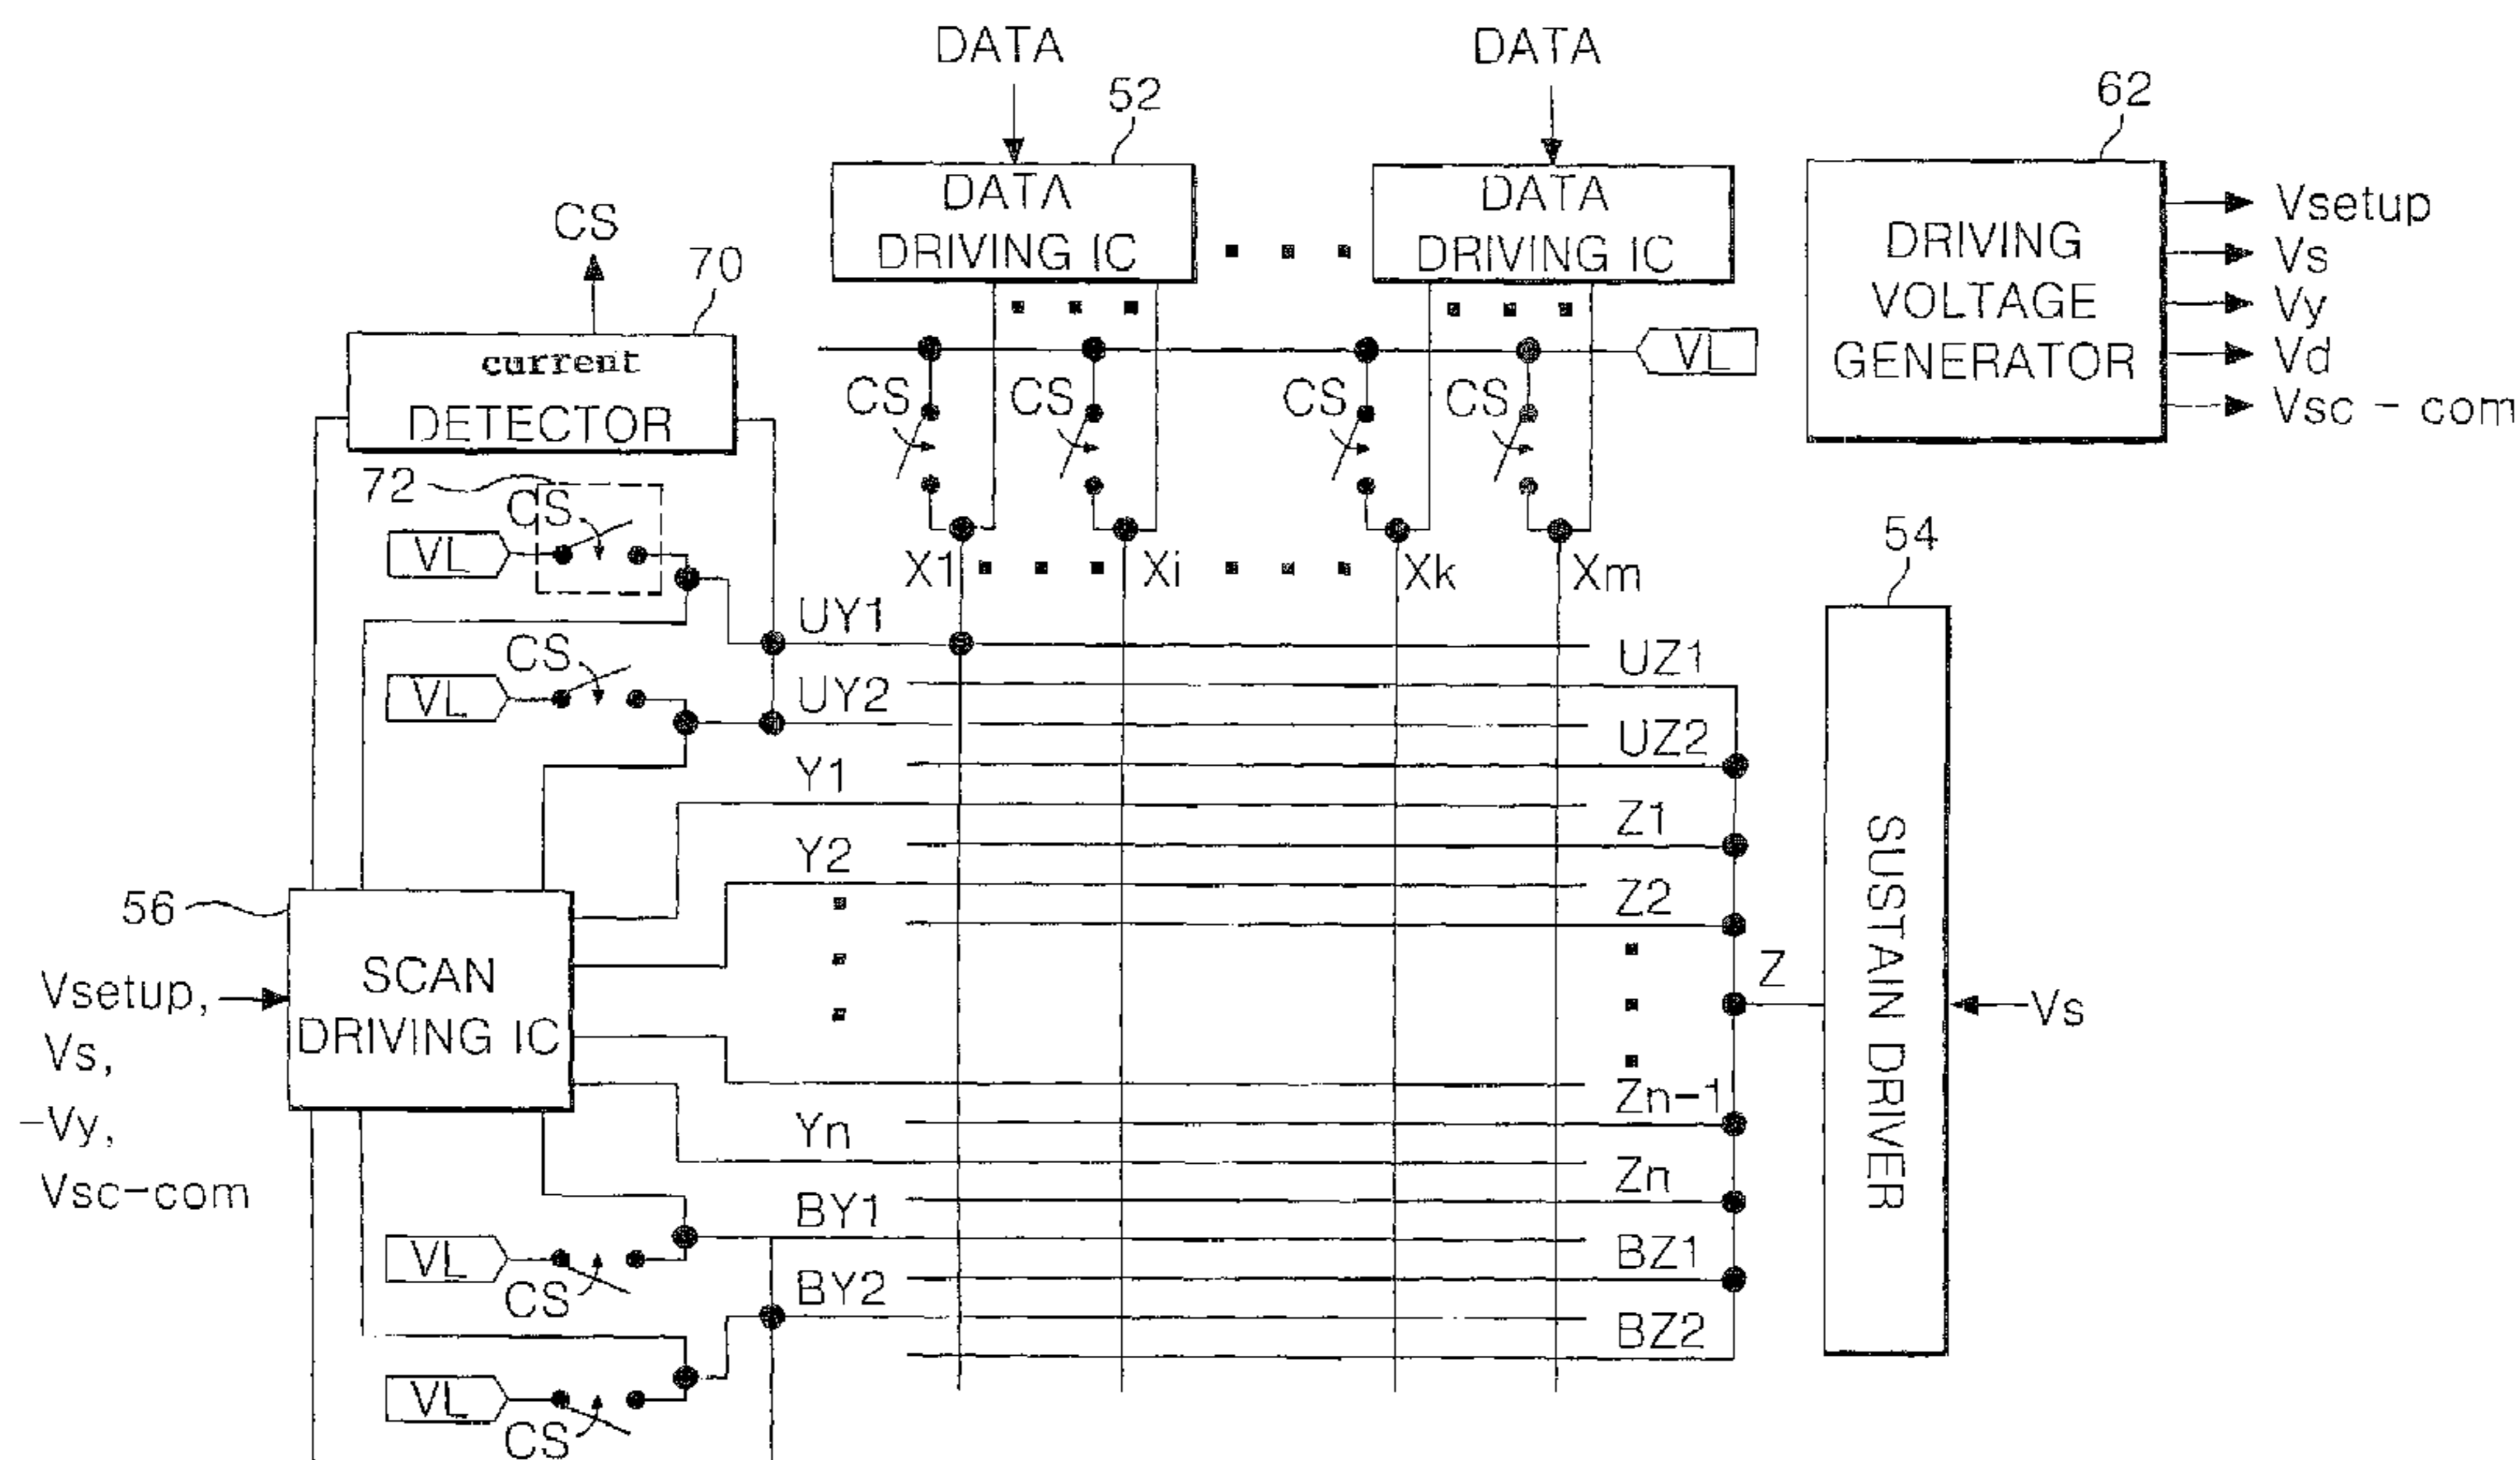 DATA
DATA
52
62
DATA
DRIVING IC
DATA
DRIVING IC
DRIVING
VOLTAGE
GENERATOR
Vsetup
Vs
Vy
Vd
Vsc - com
CS
70
current
DETECTOR
VL
CS
CS
CS
CS
72
CS
VL
X1
Xi
Xk
Xm
54
UY1
UZ1
CS
VL
UY2
UZ2
Y1
Z1
Y2
Z2
56
SCAN
DRIVING IC
Vsetup,
Vs,
-Vy,
Vsc-com
Z
SUSTAIN DRIVER
Vs
Zn-1
Yn
Zn
BY1
BZ1
VL
CS
BY2
BZ2
VL
CS